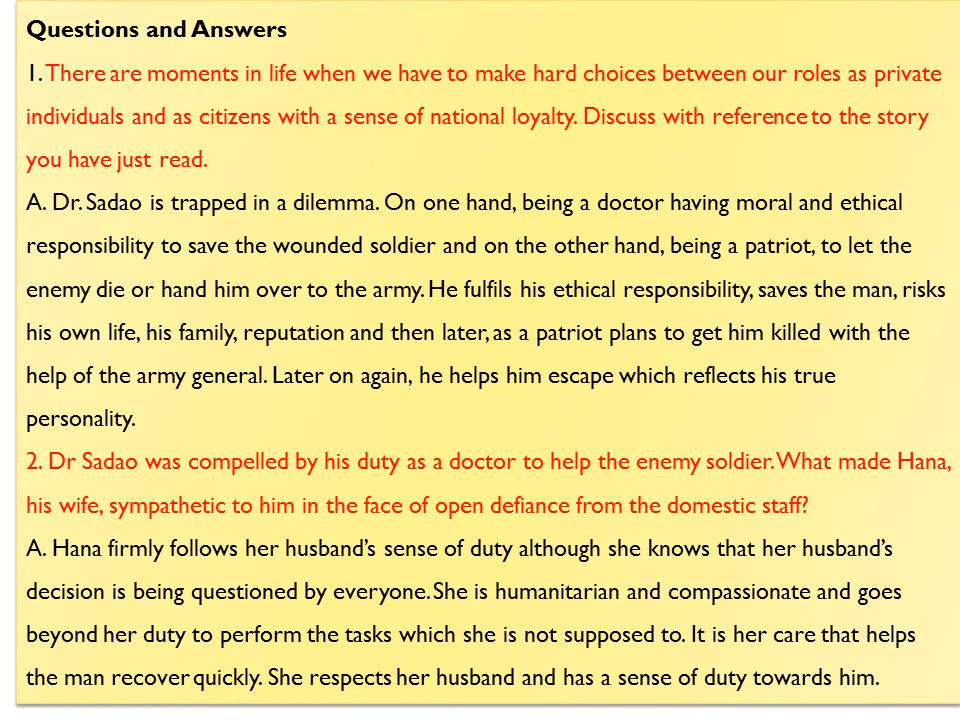 Questions and Answers
1. There are moments in life when we have to make hard choices between our roles as private
individuals and as citizens with a sense of national loyalty. Discuss with reference to the story
you have just read.
A. Dr. Sadao is trapped in a dilemma. On one hand, being a doctor having moral and ethical
responsibility to save the wounded soldier and on the other hand, being a patriot, to let the
enemy die or hand him over to the army. He fulfils his ethical responsibility, saves the man, risks
his own life, his family, reputation and then later, as a patriot plans to get him killed with the
help of the army general. Later on again, he helps him escape which reflects his true
personality.
2. Dr Sadao was compelled by his duty as a doctor to help the enemy soldier. What made Hana,
his wife, sympathetic to him in the face of open defiance from the domestic staff?
A. Hana firmly follows her husband’s sense of duty although she knows that her husband’s
decision is being questioned by everyone. She is humanitarian and compassionate and goes
beyond her duty to perform the tasks which she is not supposed to. It is her care that helps
the man recover quickly. She respects her husband and has a sense of duty towards him.